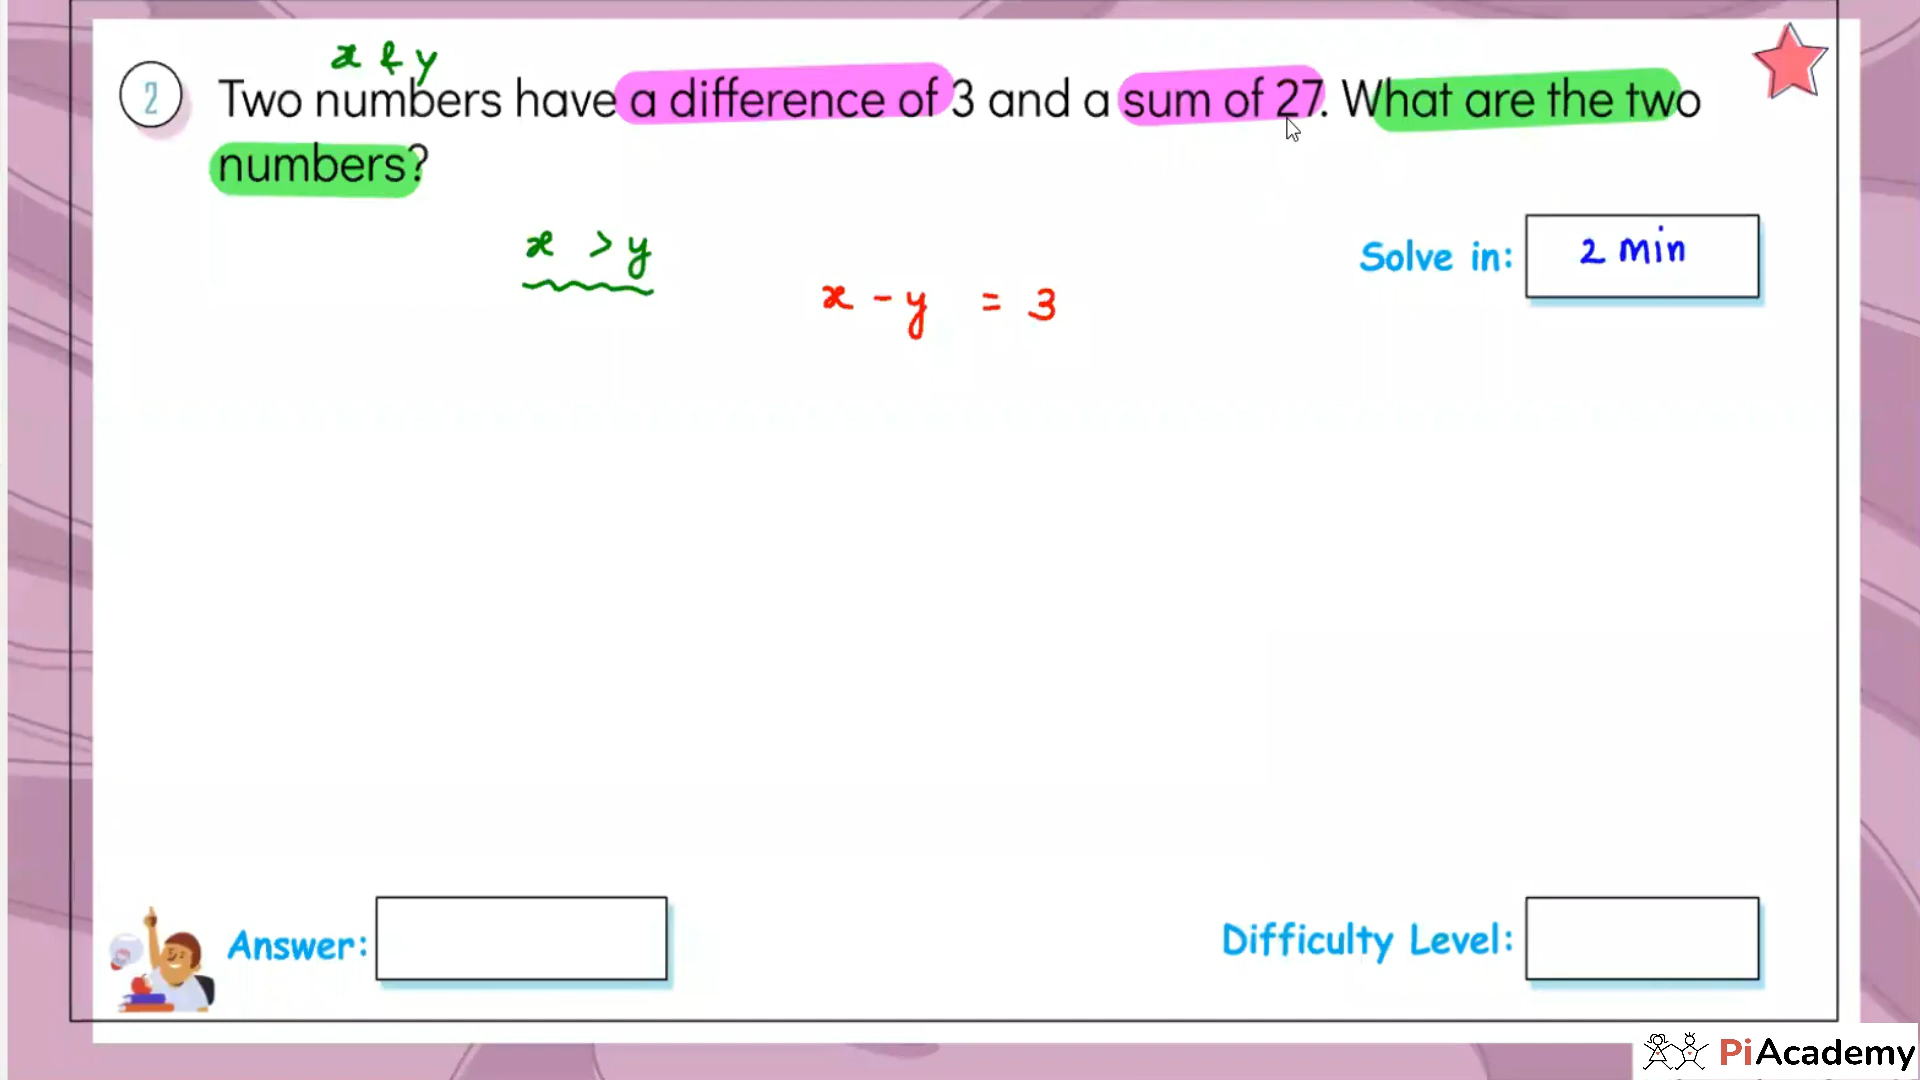 x & y
2 Two numbers have a difference of 3 and a sum of 27. What are the two
numbers?
x > y
Solve in: 2 min
x - y = 3
Answer:
Difficulty Level:
PiAcademy